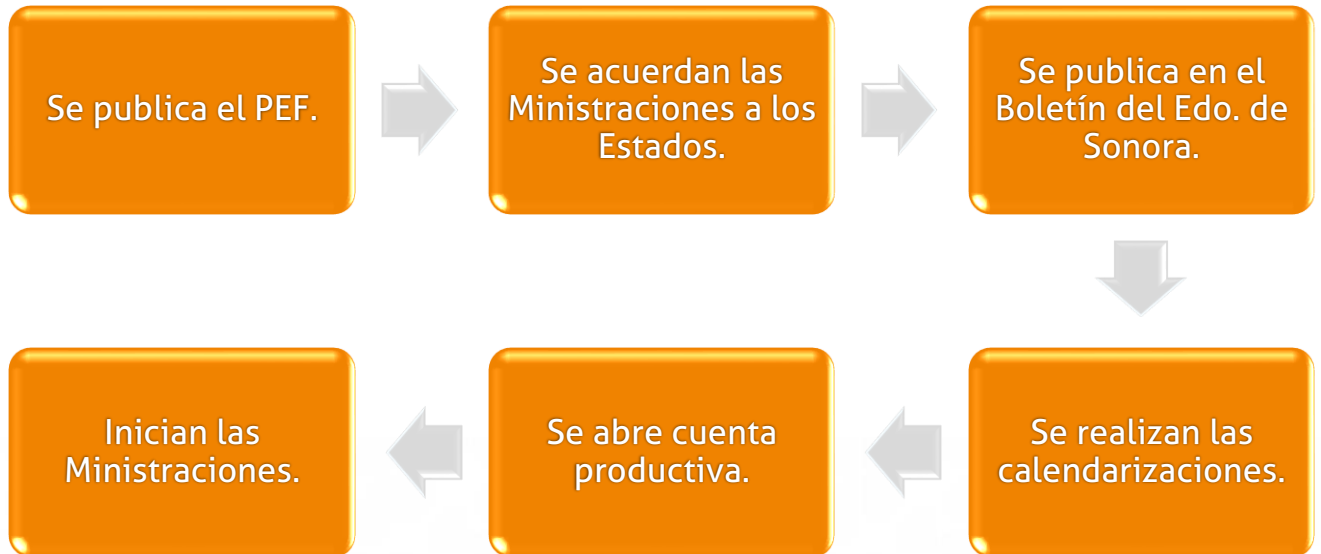 Se publica el PEF.
Se acuerdan las
Ministraciones a los
Estados.
Se publica en el
Boletín del Edo. de
Sonora.
Se realizan las
calendarizaciones.
Se abre cuenta
productiva.
Inician las
Ministraciones.